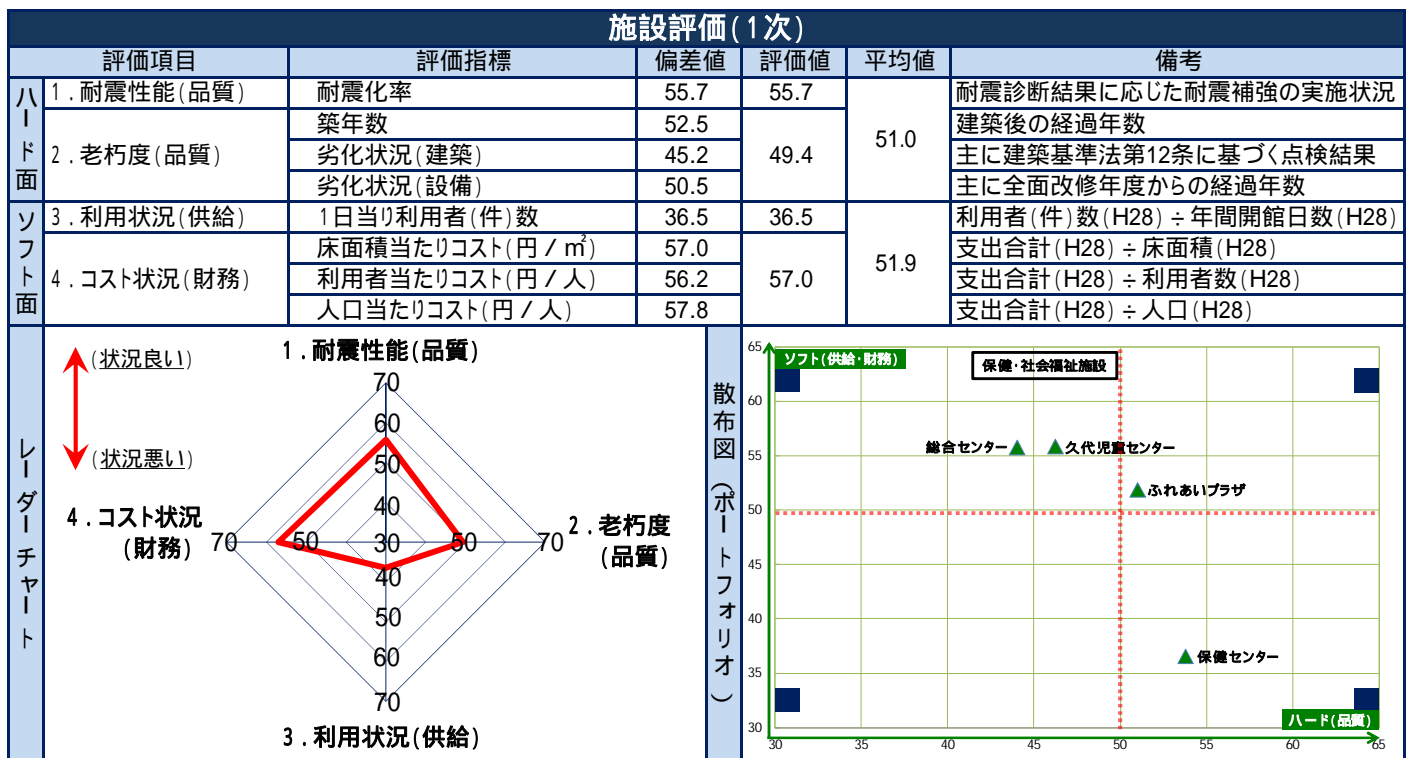 施設評価(1次)
評価項目 評価指標 偏差値 評価値 平均値 備考
ハード面
1.耐震性能(品質) 耐震化率 55.7 55.7 51.0 耐震診断結果に応じた耐震補強の実施状況
2.老朽度(品質) 築年数 52.5 49.4 建築後の経過年数
劣化状況(建築) 45.2 主に建築基準法第12条に基づく点検結果
劣化状況(設備) 50.5 主に全面改修年度からの経過年数
ソフト面
3.利用状況(供給) 1日当り利用者(件)数 36.5 36.5 51.9 利用者(件)数(H28)÷年間開館日数(H28)
4.コスト状況(財務) 床面積当たりコスト(円/㎡) 57.0 57.0 支出合計(H28)÷床面積(H28)
利用者当たりコスト(円/人) 56.2 支出合計(H28)÷利用者数(H28)
人口当たりコスト(円/人) 57.8 支出合計(H28)÷人口(H28)
レーダーチャート
(状況良い)
(状況悪い)
1.耐震性能(品質)
70
60
50
40
30
2.老朽度
(品質)
50 70
40
50
60
70
3.利用状況(供給)
4.コスト状況
(財務)
70 50
散布図(ポートフォリオ)
ソフト(供給・財務)
保健・社会福祉施設
65
60
55
50
45
40
35
30
総合センター
久代児童センター
ふれあいプラザ
保健センター
ハード(品質)
30 35 40 45 50 55 60 65